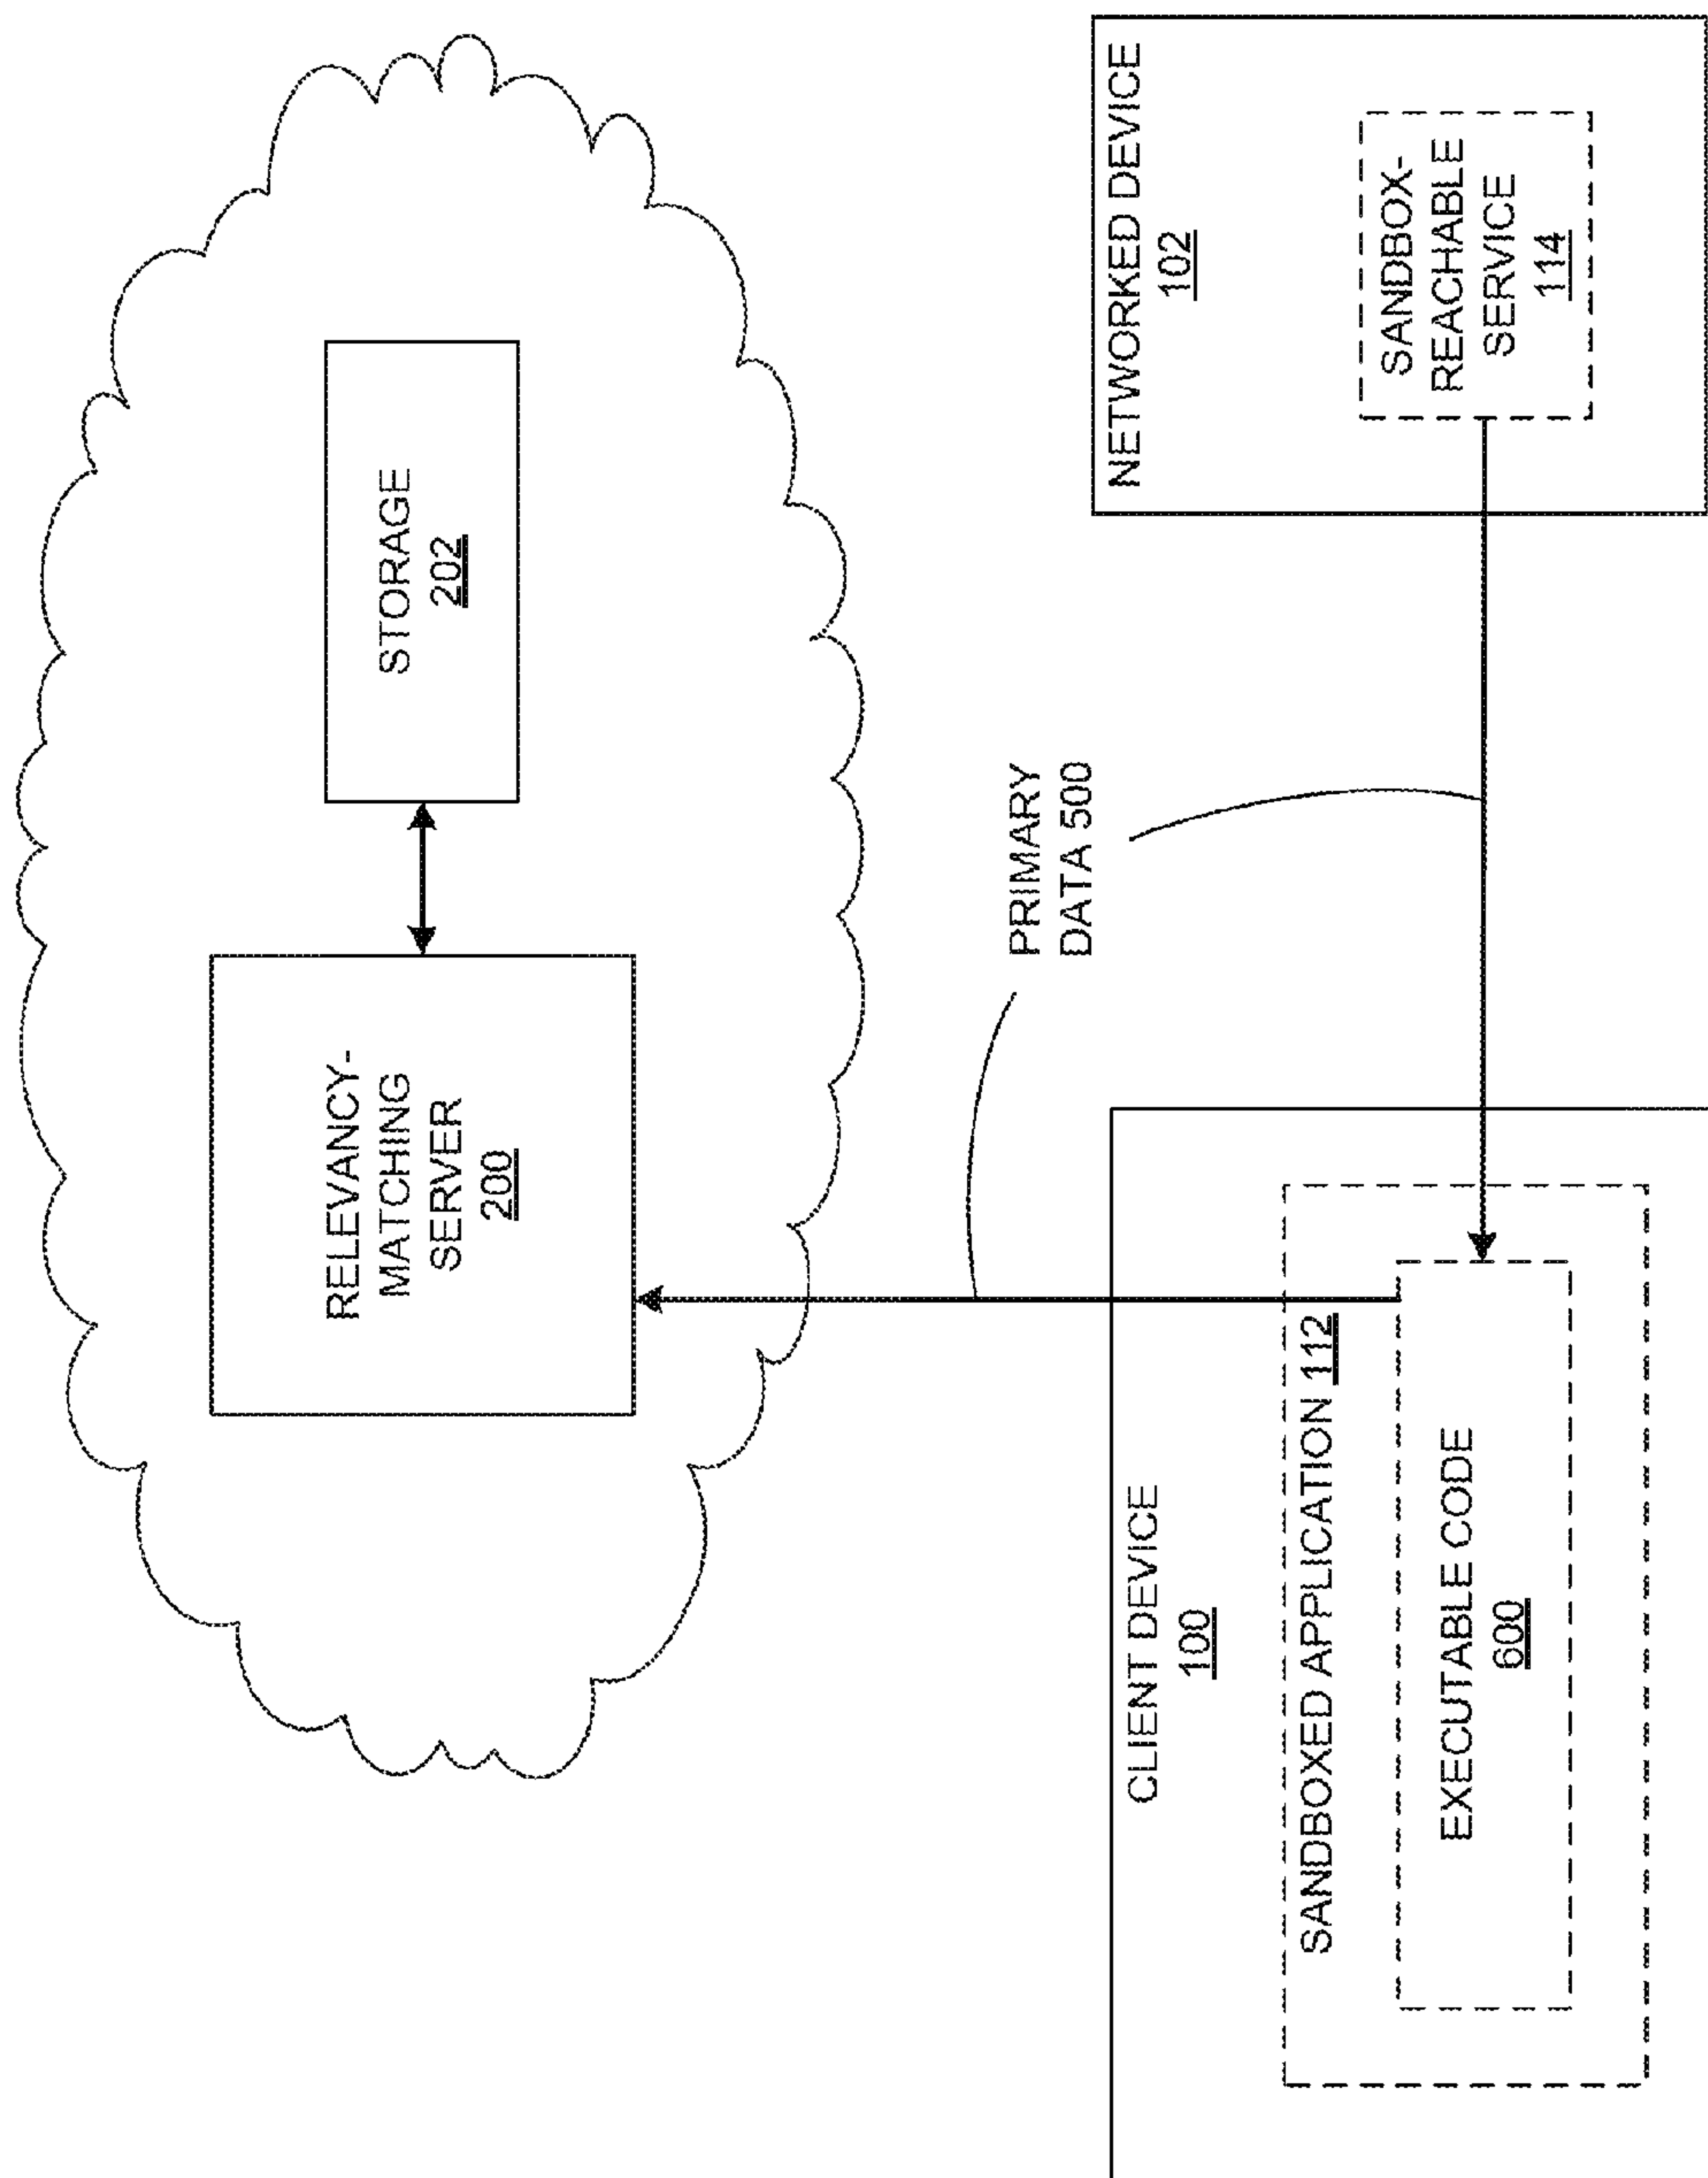 RELEVANCY-
MATCHING
SERVER
200
STORAGE
202
PRIMARY
DATA 500
CLIENT DEVICE
100
SANDBOXED APPLICATION 112
EXECUTABLE CODE
600
NETWORKED DEVICE
102
SANDBOX-
REACHABLE
SERVICE
114